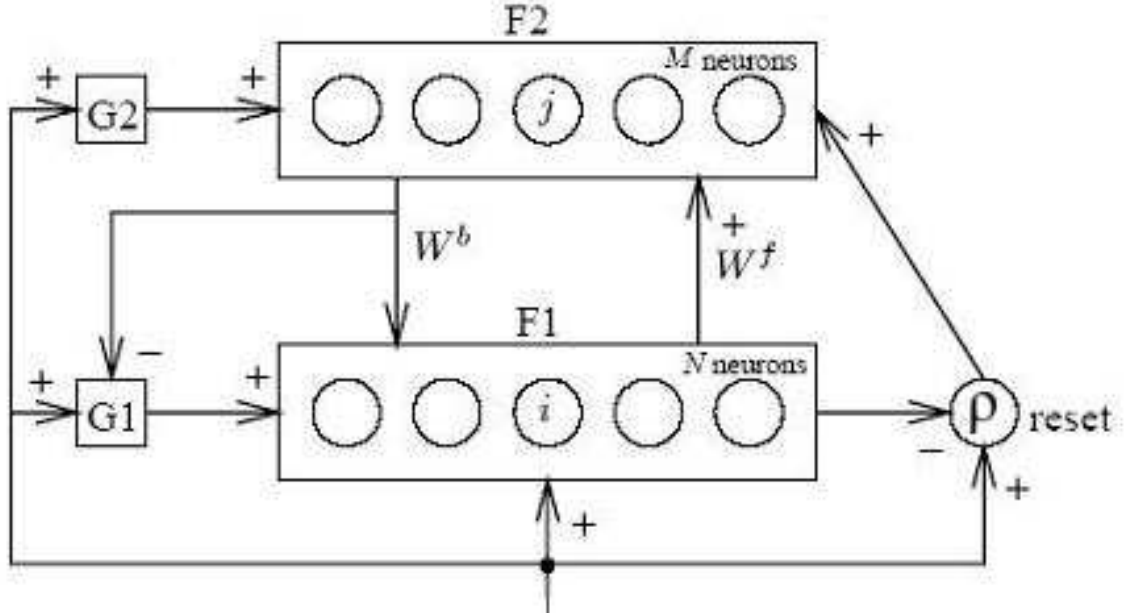 F2
M neurons
+ G2 + j +
W^b + W^f
F1
N neurons
+ − G1 + i − ρ reset
+ +